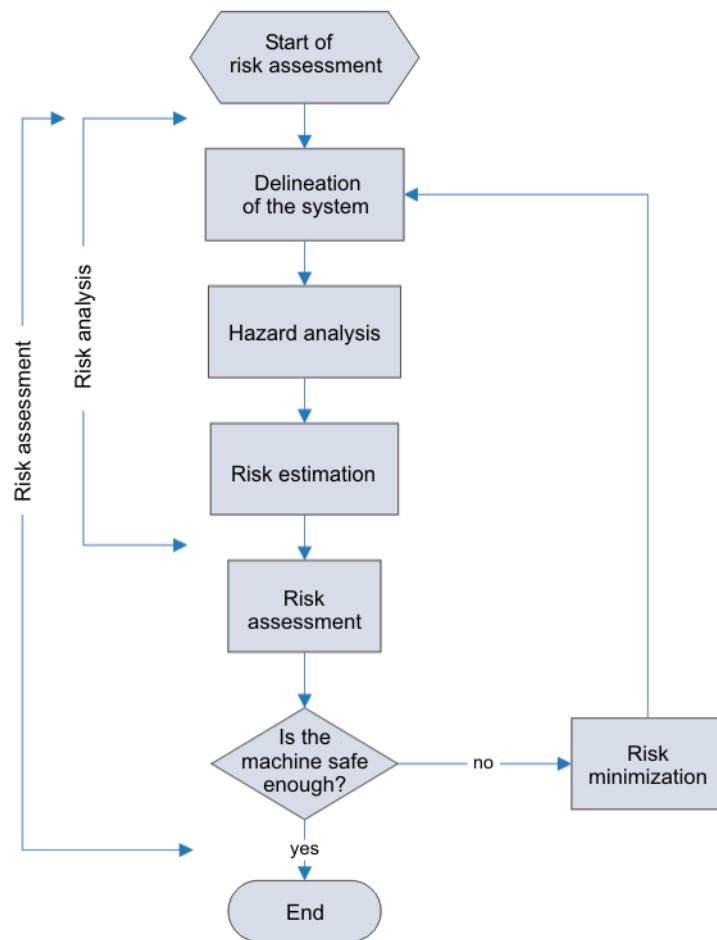 Start of
risk assessment
Delineation
of the system
Hazard analysis
Risk analysis
Risk assessment
Risk estimation
Risk
assessment
Is the
machine safe
enough?
no
Risk
minimization
yes
End